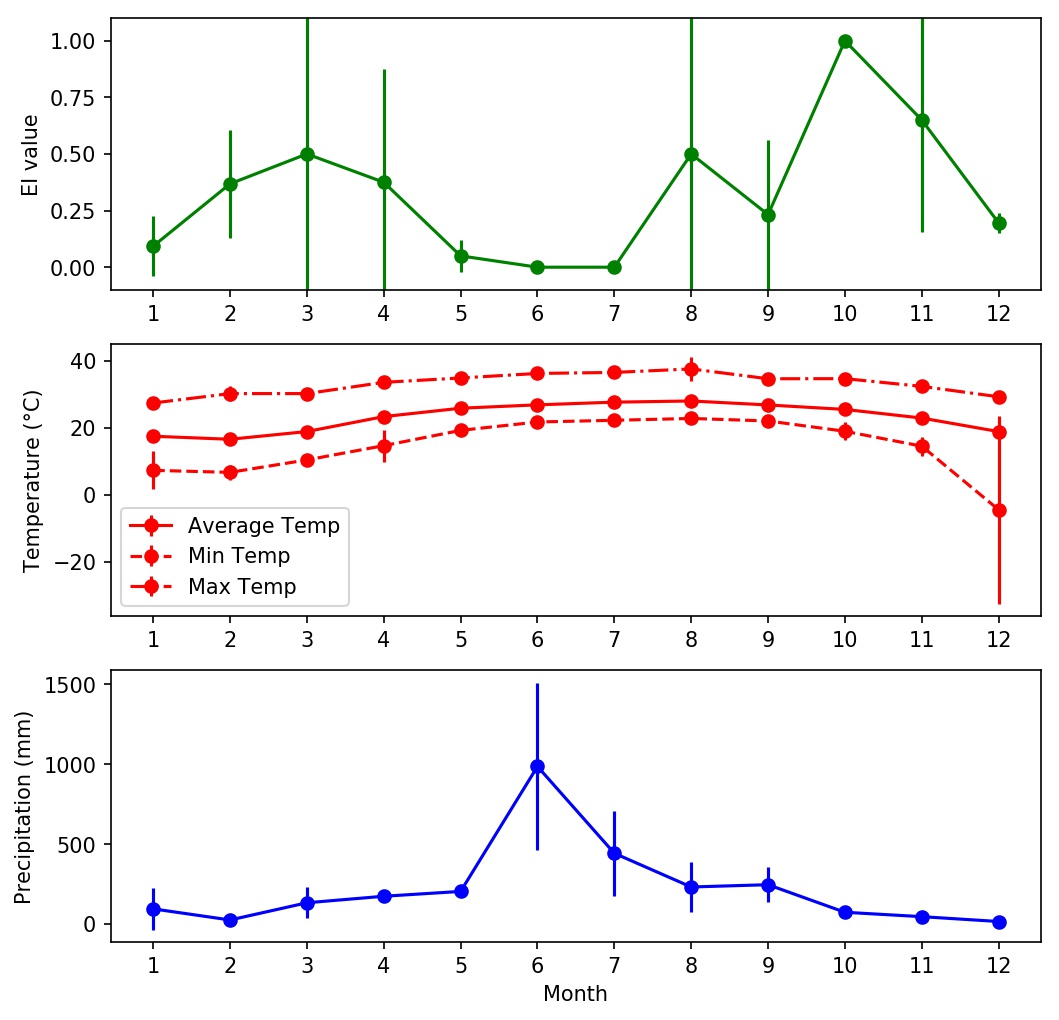 EI value
1.00
0.75
0.50
0.25
0.00
1 2 3 4 5 6 7 8 9 10 11 12
Temperature (°C)
40
20
0
−20
Average Temp
Min Temp
Max Temp
1 2 3 4 5 6 7 8 9 10 11 12
Precipitation (mm)
1500
1000
500
0
1 2 3 4 5 6 7 8 9 10 11 12
Month